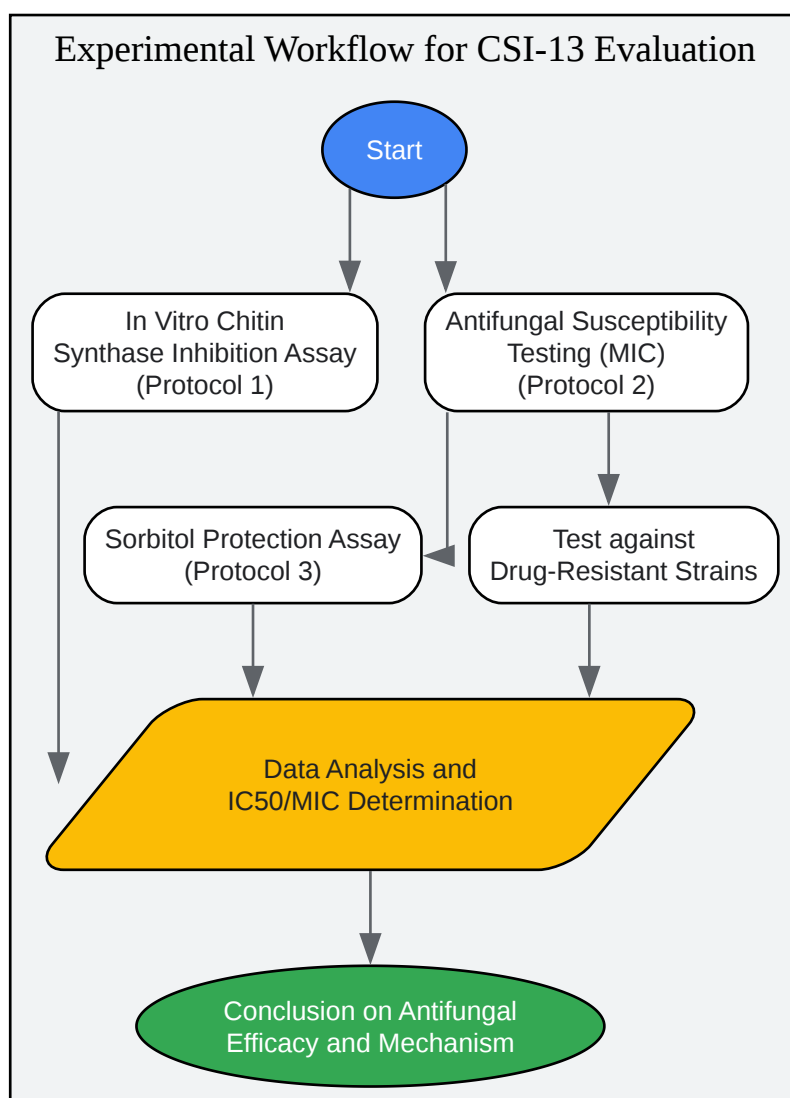 Experimental Workflow for CSI-13 Evaluation
Start
In Vitro Chitin
Synthase Inhibition Assay
(Protocol 1)
Antifungal Susceptibility
Testing (MIC)
(Protocol 2)
Sorbitol Protection Assay
(Protocol 3)
Test against
Drug-Resistant Strains
Data Analysis and
IC50/MIC Determination
Conclusion on Antifungal
Efficacy and Mechanism